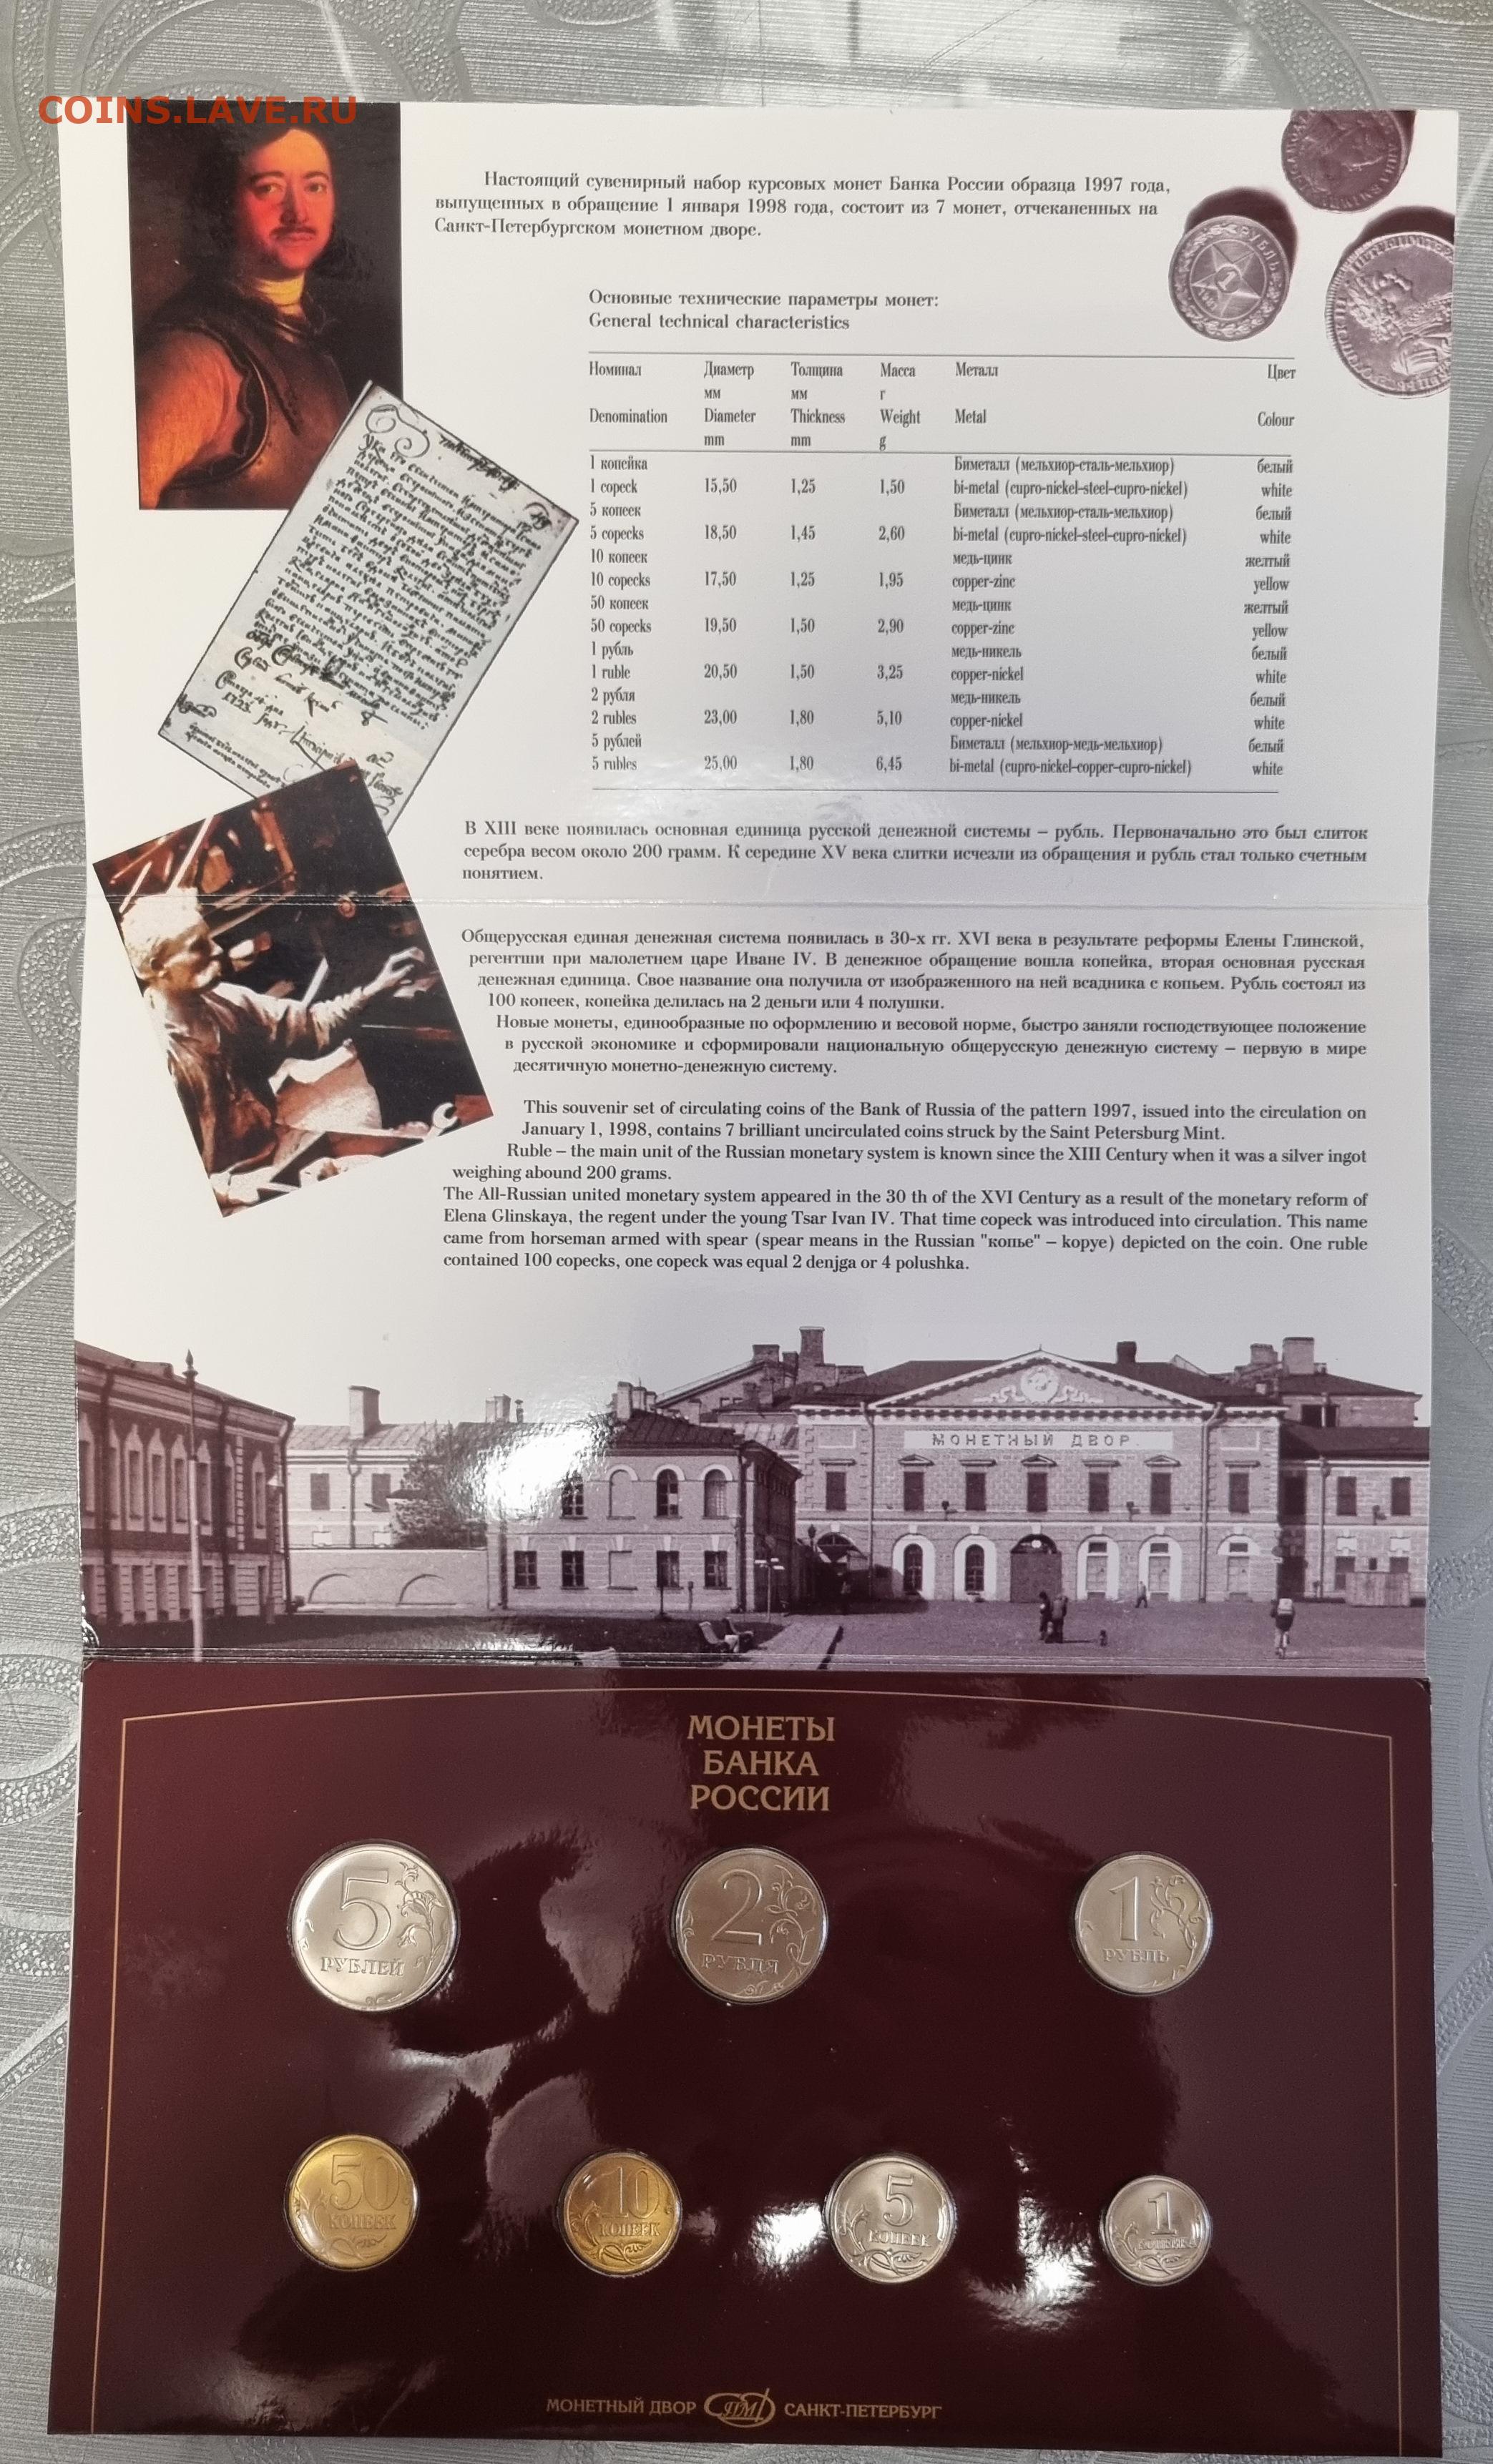 COINS.LAVE.RU
Настоящий сувенирный набор курсовых монет Банка России образца 1997 года,
выпущенных в обращение 1 января 1998 года, состоит из 7 монет, отчеканенных на
Санкт-Петербургском монетном дворе.
Основные технические параметры монет:
General technical characteristics
Номинал Диаметр Толщина Масса Металл Цвет
мм мм г
Denomination Diameter Thickness Weight Metal Colour
mm mm g
1 копейка Биметалл (мельхиор-сталь-мельхиор) белый
1 copeck 15,50 1,25 1,50 bi-metal (cupro-nickel-steel-cupro-nickel) white
5 копеек Биметалл (мельхиор-сталь-мельхиор) белый
5 copecks 18,50 1,45 2,60 bi-metal (cupro-nickel-steel-cupro-nickel) white
10 копеек медь-цинк желтый
10 copecks 17,50 1,25 1,95 copper-zinc yellow
50 копеек медь-цинк желтый
50 copecks 19,50 1,50 2,90 copper-zinc yellow
1 рубль медь-никель белый
1 ruble 20,50 1,50 3,25 copper-nickel white
2 рубля медь-никель белый
2 rubles 23,00 1,80 5,10 copper-nickel white
5 рублей Биметалл (мельхиор-медь-мельхиор) белый
5 rubles 25,00 1,80 6,45 bi-metal (cupro-nickel-copper-cupro-nickel) white
В XIII веке появилась основная единица русской денежной системы – рубль. Первоначально это был слиток
серебра весом около 200 грамм. К середине XV века слитки исчезли из обращения и рубль стал только счетным
понятием.
Общерусская единая денежная система появилась в 30-х гг. XVI века в результате реформы Елены Глинской,
регентши при малолетнем царе Иване IV. В денежное обращение вошла копейка, вторая основная русская
денежная единица. Свое название она получила от изображенного на ней всадника с копьем. Рубль состоял из
100 копеек, копейка делилась на 2 деньги или 4 полушки.
Новые монеты, единообразные по оформлению и весовой норме, быстро заняли господствующее положение
в русской экономике и сформировали национальную общерусскую денежную систему – первую в мире
десятичную монетно-денежную систему.
This souvenir set of circulating coins of the Bank of Russia of the pattern 1997, issued into the circulation on
January 1, 1998, contains 7 brilliant uncirculated coins struck by the Saint Petersburg Mint.
Ruble – the main unit of the Russian monetary system is known since the XIII Century when it was a silver ingot
weighing abound 200 grams.
The All-Russian united monetary system appeared in the 30 th of the XVI Century as a result of the monetary reform of
Elena Glinskaya, the regent under the young Tsar Ivan IV. That time copeck was introduced into circulation. This name
came from horseman armed with spear (spear means in the Russian "копье" – kopye) depicted on the coin. One ruble
contained 100 copecks, one copeck was equal 2 denjga or 4 polushka.
МОНЕТНЫЙ ДВОР
МОНЕТЫ
БАНКА
РОССИИ
5 РУБЛЕЙ
2 РУБЛЯ
1 РУБЛЬ
50 КОПЕЕК
10 КОПЕЕК
5 КОПЕЕК
1 КОПЕЙКА
МОНЕТНЫЙ ДВОР СПМД САНКТ-ПЕТЕРБУРГ